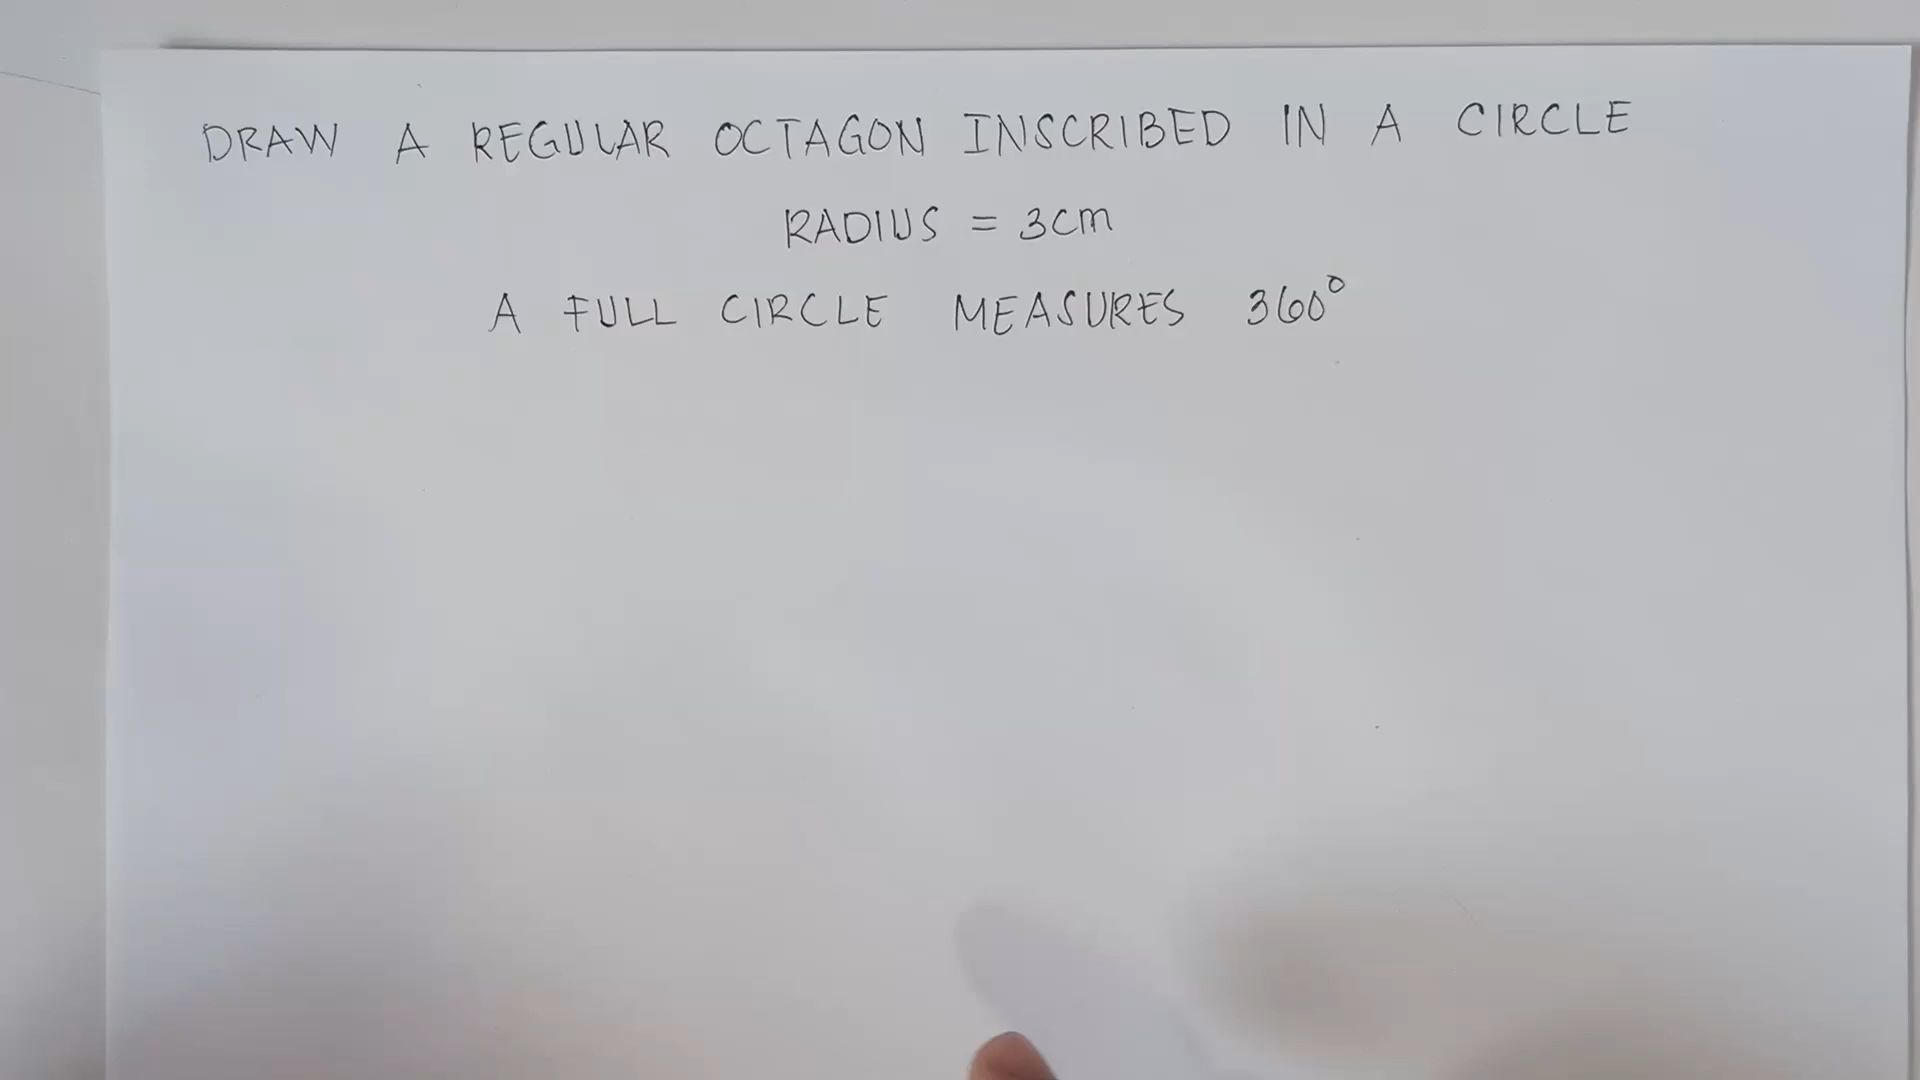 DRAW A REGULAR OCTAGON INSCRIBED IN A CIRCLE
RADIUS = 3cm
A FULL CIRCLE MEASURES 360°